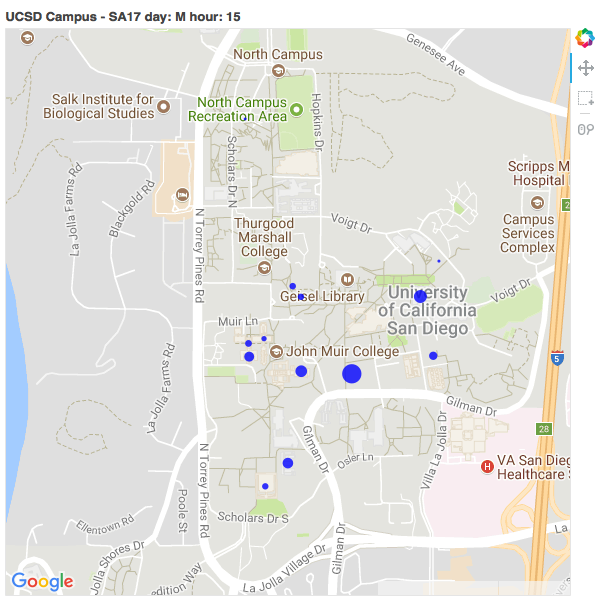 UCSD Campus - SA17 day: M hour: 15
Genesee Ave
North Campus
Salk Institute for
Biological Studies
North Campus
Recreation Area
Hopkins Dr
Scholars Dr N
Scripps M
Hospital
La Jolla Farms Rd
Blackgold Rd
N Torrey Pines Rd
Voigt Dr
Campus
Services
Complex
Thurgood
Marshall
College
Geisel Library
University
of California
San Diego
Voigt Dr
Muir Ln
John Muir College
5
La Jolla Farms Rd
Gilman Dr
Gilman Dr
Villa La Jolla Dr
28
N Torrey Pines Rd
Osler Ln
H
VA San Dieg
Healthcare
Poole St
Ellentown Rd
Scholars Dr S
La
La Jolla Shores Dr
Gilman Dr
La Jolla Village Dr
edition Way
Google